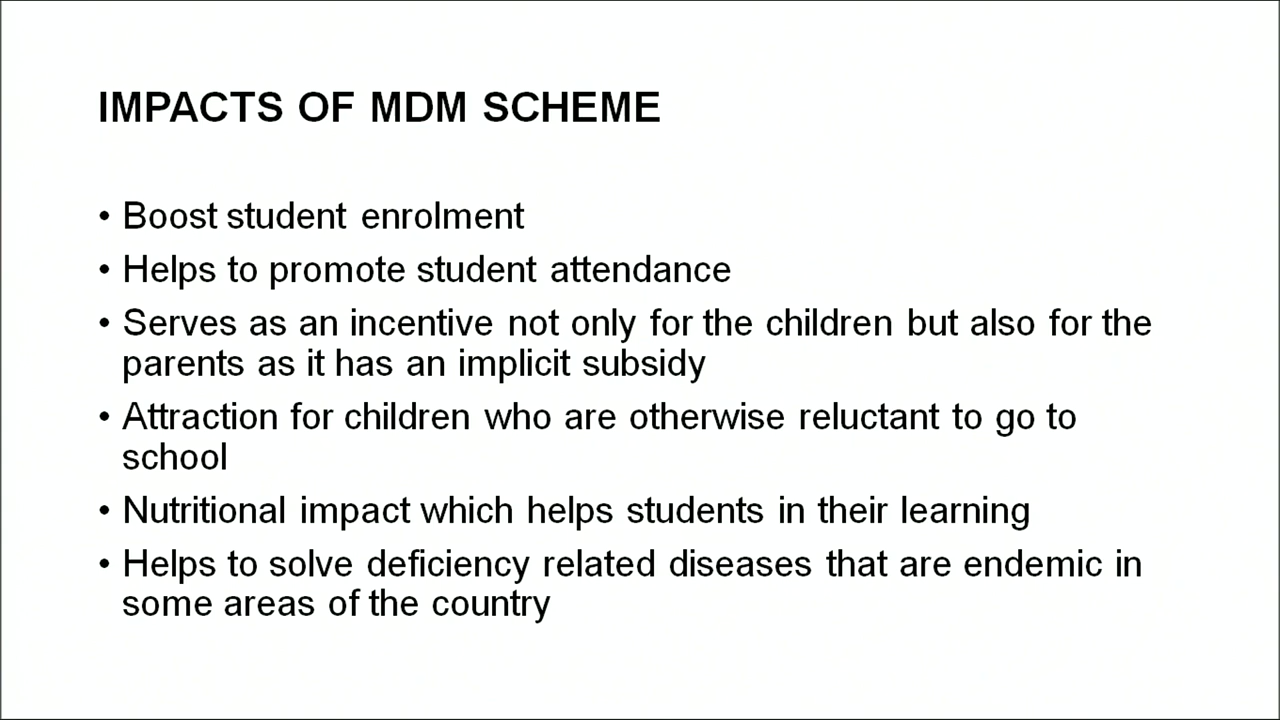 IMPACTS OF MDM SCHEME
• Boost student enrolment
• Helps to promote student attendance
• Serves as an incentive not only for the children but also for the
parents as it has an implicit subsidy
• Attraction for children who are otherwise reluctant to go to
school
• Nutritional impact which helps students in their learning
• Helps to solve deficiency related diseases that are endemic in
some areas of the country